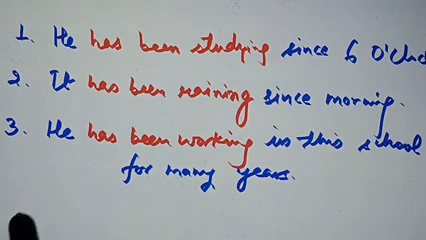 1. He has been studying since 6 O'Cloc
2. It has been raining since morning.
3. He has been working in this school
for many years.